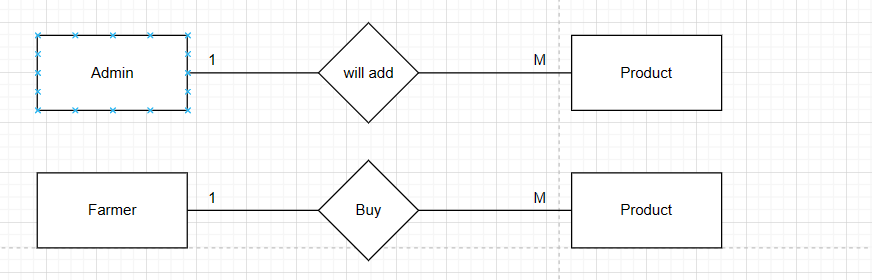 Admin 1 will add M Product
Farmer 1 Buy M Product